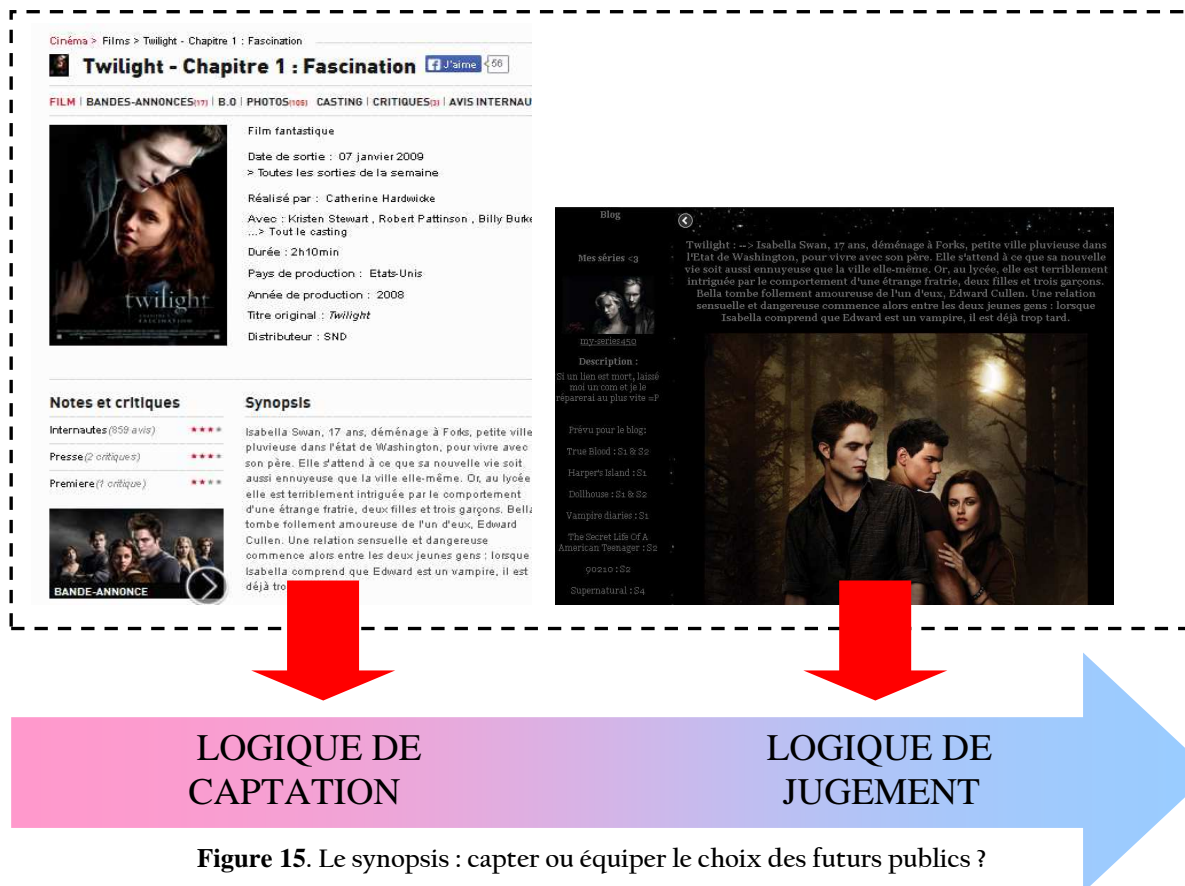 Cinéma > Films > Twilight - Chapitre 1 : Fascination
Twilight - Chapitre 1 : Fascination J'aime 56
FILM | BANDES-ANNONCES(17) | B.O | PHOTOS(105) CASTING | CRITIQUES(3) | AVIS INTERNAU
Film fantastique
Date de sortie : 07 janvier 2009
> Toutes les sorties de la semaine
Réalisé par : Catherine Hardwicke
Avec : Kristen Stewart , Robert Pattinson , Billy Burke
...> Tout le casting
Durée : 2h10min
Pays de production : Etats-Unis
Année de production : 2008
Titre original : Twilight
Distributeur : SND
twilight
FASCINATION
Notes et critiques
Internautes (859 avis)
Presse (2 critiques)
Premiere (1 critique)
BANDE-ANNONCE
Synopsis
Isabella Swan, 17 ans, déménage à Forks, petite ville
pluvieuse dans l'état de Washington, pour vivre avec
son père. Elle s'attend à ce que sa nouvelle vie soit
aussi ennuyeuse que la ville elle-même. Or, au lycée
elle est terriblement intriguée par le comportement
d'une étrange fratrie, deux filles et trois garçons. Bella
tombe follement amoureuse de l'un d'eux, Edward
Cullen. Une relation sensuelle et dangereuse
commence alors entre les deux jeunes gens : lorsque
Isabella comprend que Edward est un vampire, il est
déjà tro
Blog
Mes séries <3
my-series450
Description :
Si un lien est mort, laissé
moi un com et je le
réparerai au plus vite =P
Prévu pour le blog:
True Blood : S1 & S2
Harper's Island : S1
Dollhouse : S1 & S2
Vampire diaries : S1
The Secret Life Of A
American Teenager : S2
90210 : S2
Supernatural : S4
Twilight : --> Isabella Swan, 17 ans, déménage à Forks, petite ville pluvieuse dans
l'Etat de Washington, pour vivre avec son père. Elle s'attend à ce que sa nouvelle
vie soit aussi ennuyeuse que la ville elle-même. Or, au lycée, elle est terriblement
intriguée par le comportement d'une étrange fratrie, deux filles et trois garçons.
Bella tombe follement amoureuse de l'un d'eux, Edward Cullen. Une relation
sensuelle et dangereuse commence alors entre les deux jeunes gens : lorsque
Isabella comprend que Edward est un vampire, il est déjà trop tard.
LOGIQUE DE
CAPTATION
LOGIQUE DE
JUGEMENT
Figure 15. Le synopsis : capter ou équiper le choix des futurs publics ?